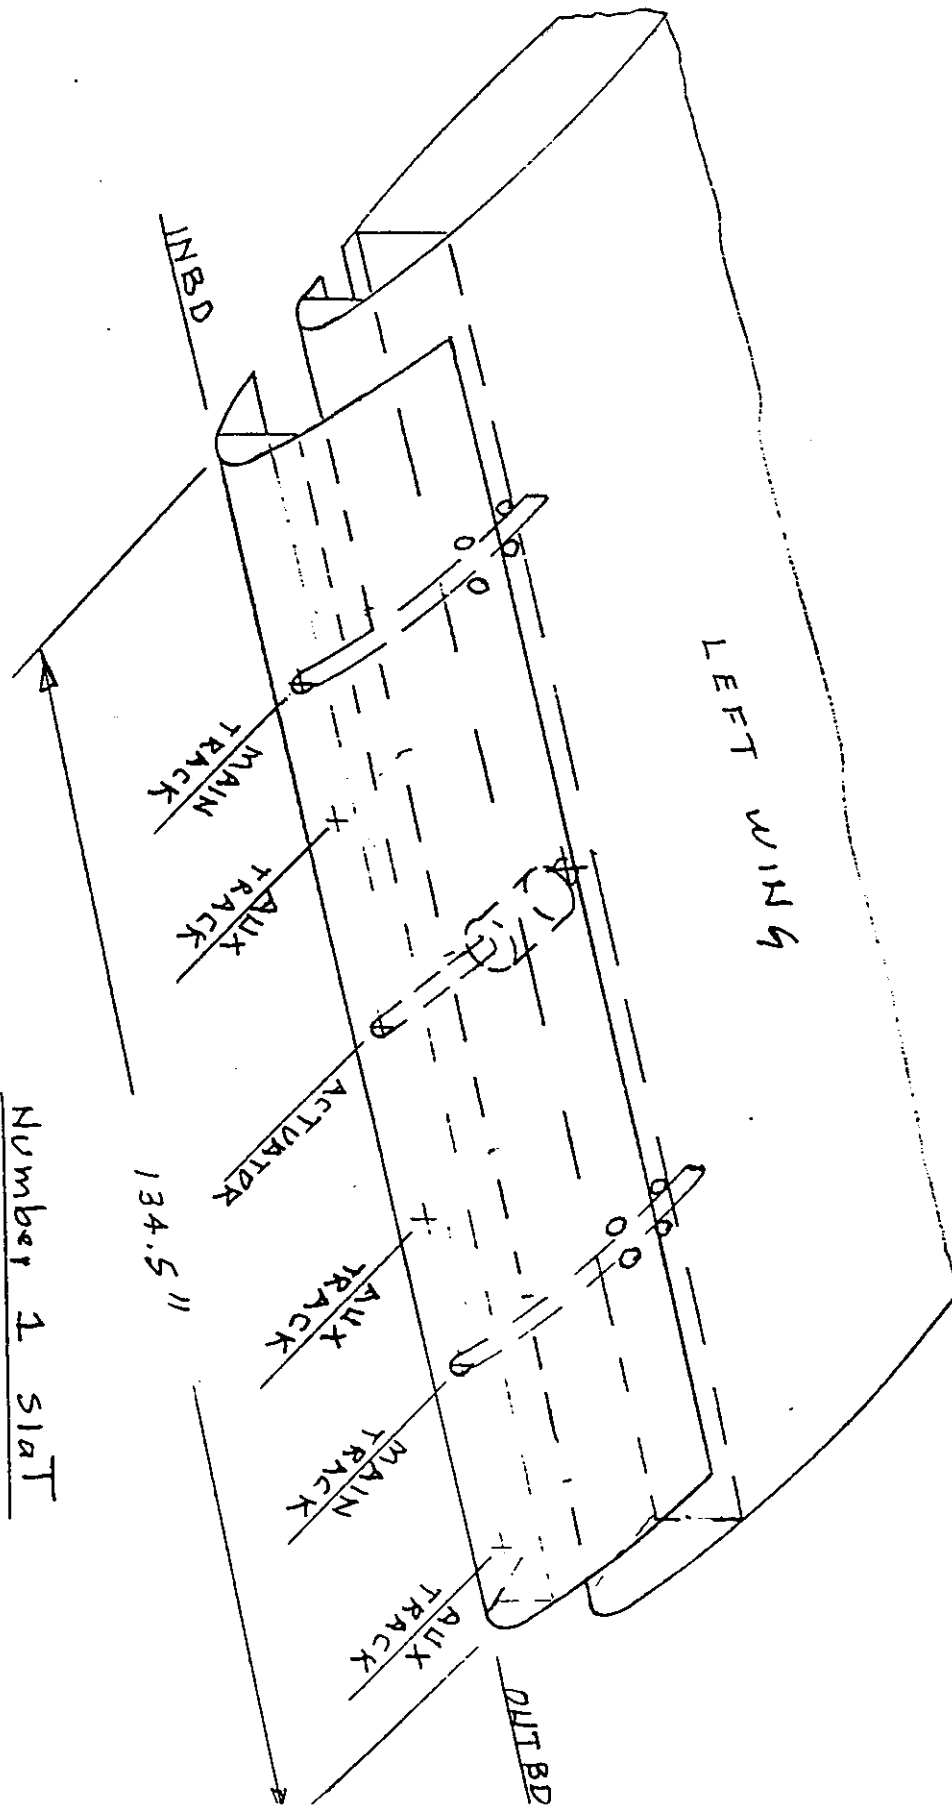 LEFT WING
INBD
MAIN
TRACK
AUX
TRACK
ACTUATOR
AUX
TRACK
MAIN
TRACK
AUX
TRACK
OUTBD
134.5"
Number 1 slaT